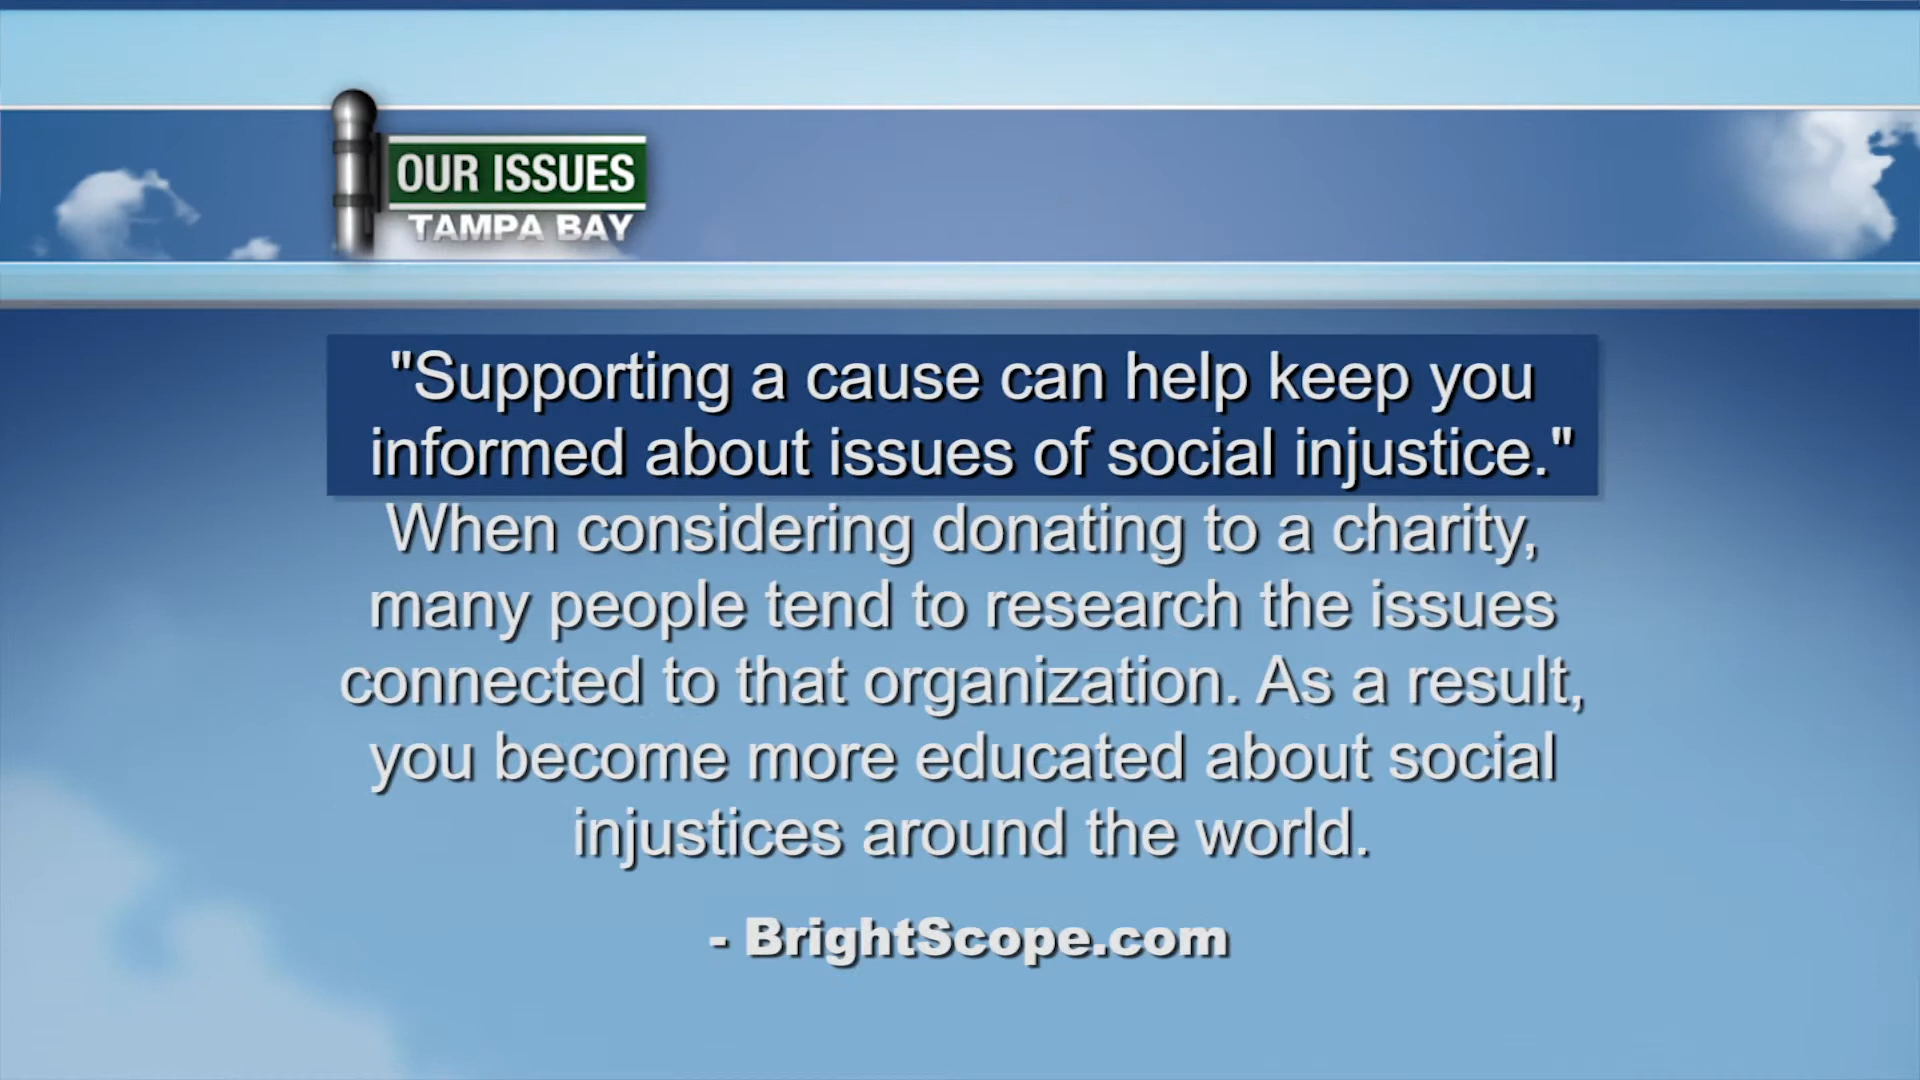 OUR ISSUES
TAMPA BAY
"Supporting a cause can help keep you
informed about issues of social injustice."
When considering donating to a charity,
many people tend to research the issues
connected to that organization. As a result,
you become more educated about social
injustices around the world.
- BrightScope.com